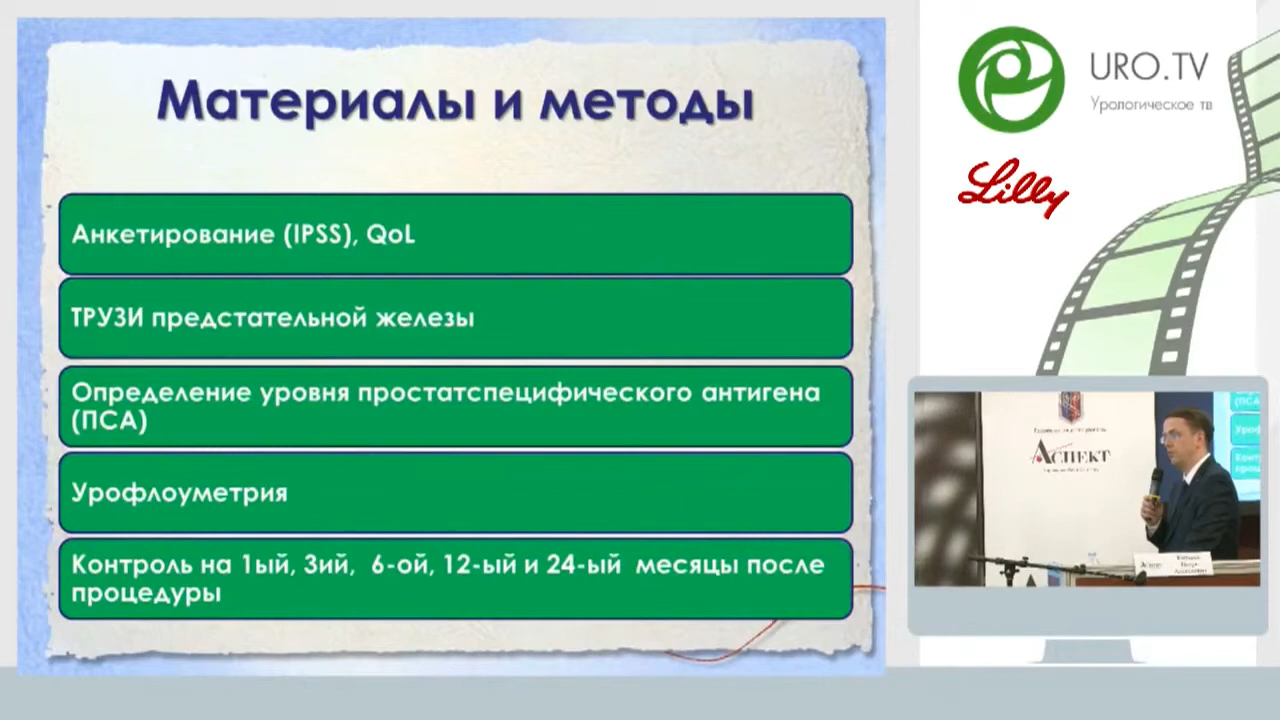 Материалы и методы
Анкетирование (IPSS), QoL
ТРУЗИ предстательной железы
Определение уровня простатспецифического антигена
(ПСА)
Урофлоуметрия
Контроль на 1ый, 3ий, 6-ой, 12-ый и 24-ый месяцы после
процедуры
URO.TV
Урологическое тв
Lilly
АСПЕКТ
(ПСА